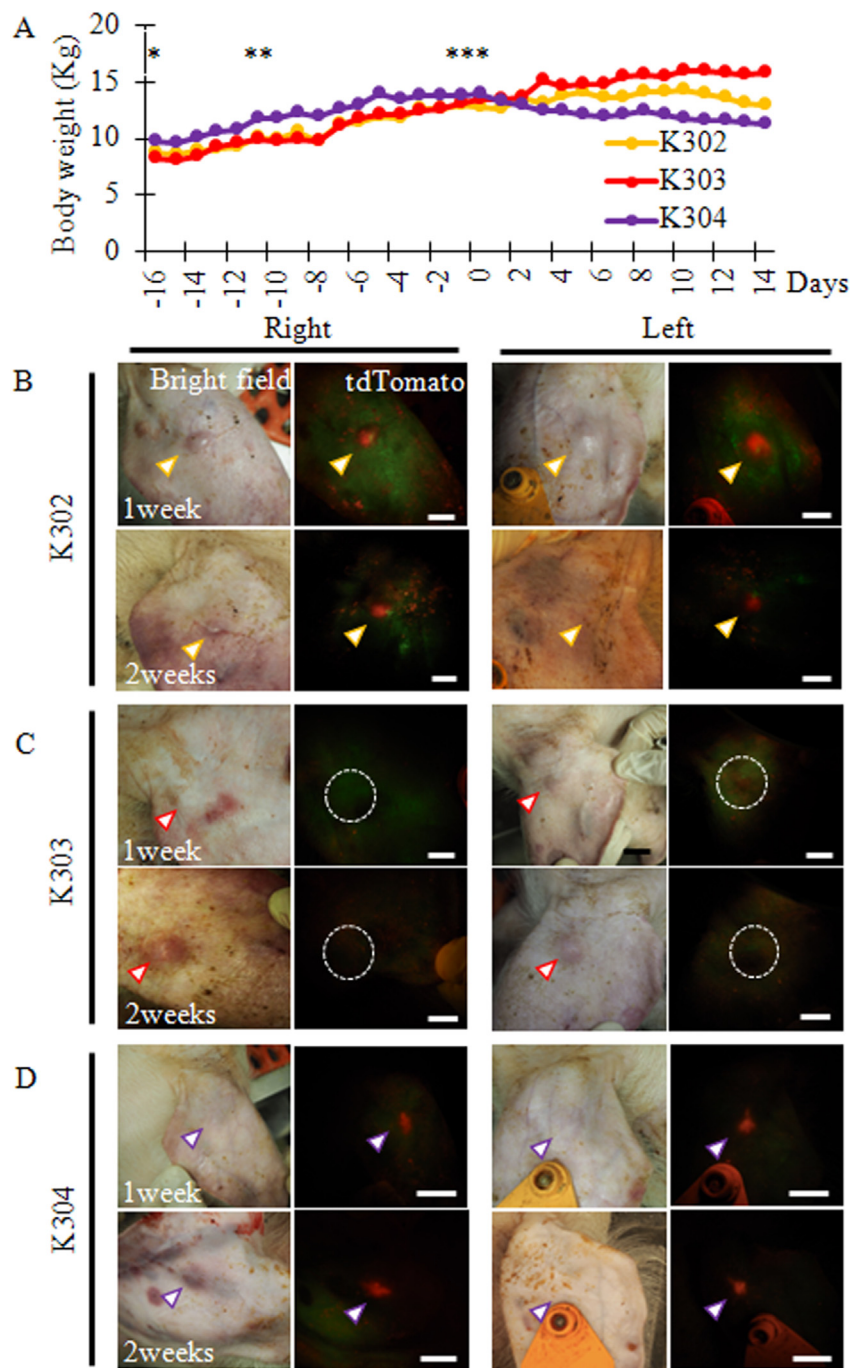 A
Body weight (Kg)
20
15
10
5
0
*
**
***
K302
K303
K304
-16
-14
-12
-10
-8
-6
-4
-2
0
2
4
6
8
10
12
14
Days
Right
Left
B
K302
Bright field
tdTomato
1week
2weeks
C
K303
1week
2weeks
D
K304
1week
2weeks